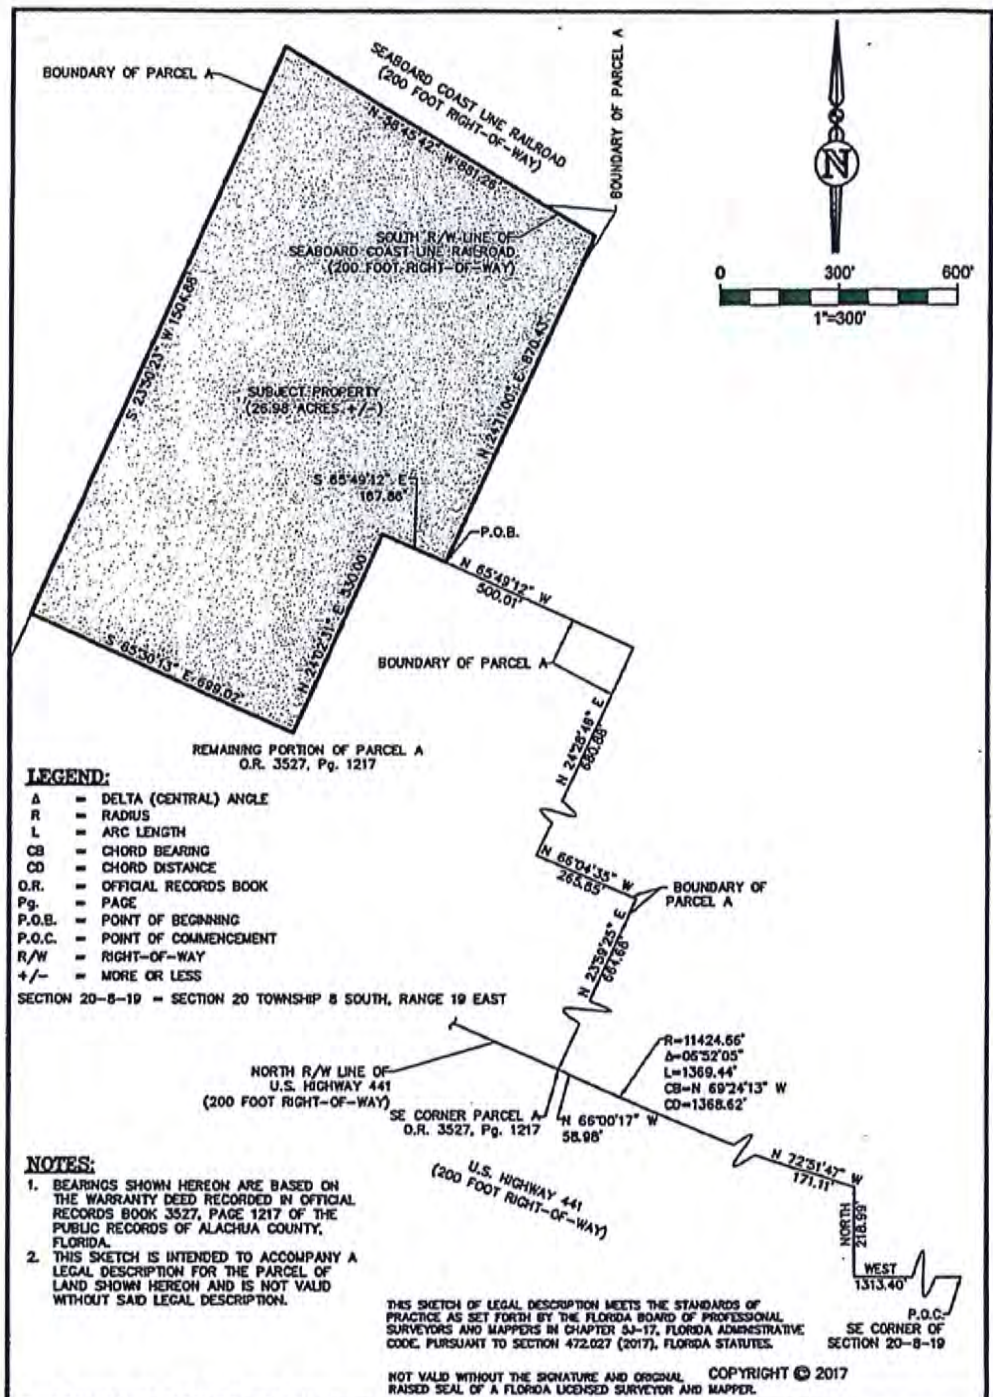 BOUNDARY OF PARCEL A
SEABOARD COAST LINE RAILROAD
(200 FOOT RIGHT-OF-WAY)
BOUNDARY OF PARCEL A
N
0 300' 600'
1"=300'
W 881.26'
SOUTH R/W LINE OF
SEABOARD COAST LINE RAILROAD
(200 FOOT RIGHT-OF-WAY)
S 23°50'23" W 1504.88'
N 24°11'00" E 870.43'
SUBJECT PROPERTY
(26.98 ACRES +/-)
S 65°49'12" E
167.86'
P.O.B.
N 65°49'12" W
500.01'
N 24°02'31" E 530.00'
S 65°30'13" E 699.02'
BOUNDARY OF PARCEL A
N 24°28'48" E
680.88'
REMAINING PORTION OF PARCEL A
O.R. 3527, Pg. 1217
LEGEND:
Δ = DELTA (CENTRAL) ANGLE
R = RADIUS
L = ARC LENGTH
CB = CHORD BEARING
CD = CHORD DISTANCE
O.R. = OFFICIAL RECORDS BOOK
Pg. = PAGE
P.O.B. = POINT OF BEGINNING
P.O.C. = POINT OF COMMENCEMENT
R/W = RIGHT-OF-WAY
+/- = MORE OR LESS
SECTION 20-8-19 = SECTION 20 TOWNSHIP 8 SOUTH, RANGE 19 EAST
N 66°04'35" W
265.65'
BOUNDARY OF
PARCEL A
N 23°59'25" E
664.68'
NORTH R/W LINE OF
U.S. HIGHWAY 441
(200 FOOT RIGHT-OF-WAY)
R=11424.66'
Δ=06°52'05"
L=1369.44'
CB=N 69°24'13" W
CD=1368.62'
SE CORNER PARCEL A
O.R. 3527, Pg. 1217
N 66°00'17" W
58.98'
U.S. HIGHWAY 441
(200 FOOT RIGHT-OF-WAY)
N 72°51'47" W
171.11'
NORTH
218.99'
WEST
1313.40'
P.O.C.
SE CORNER OF
SECTION 20-8-19
NOTES:
1. BEARINGS SHOWN HEREON ARE BASED ON
THE WARRANTY DEED RECORDED IN OFFICIAL
RECORDS BOOK 3527, PAGE 1217 OF THE
PUBLIC RECORDS OF ALACHUA COUNTY,
FLORIDA.
2. THIS SKETCH IS INTENDED TO ACCOMPANY A
LEGAL DESCRIPTION FOR THE PARCEL OF
LAND SHOWN HEREON AND IS NOT VALID
WITHOUT SAID LEGAL DESCRIPTION.
THIS SKETCH OF LEGAL DESCRIPTION MEETS THE STANDARDS OF
PRACTICE AS SET FORTH BY THE FLORIDA BOARD OF PROFESSIONAL
SURVEYORS AND MAPPERS IN CHAPTER 5J-17, FLORIDA ADMINISTRATIVE
CODE, PURSUANT TO SECTION 472.027 (2017), FLORIDA STATUTES.
NOT VALID WITHOUT THE SIGNATURE AND ORIGINAL
RAISED SEAL OF A FLORIDA LICENSED SURVEYOR AND MAPPER.
COPYRIGHT © 2017